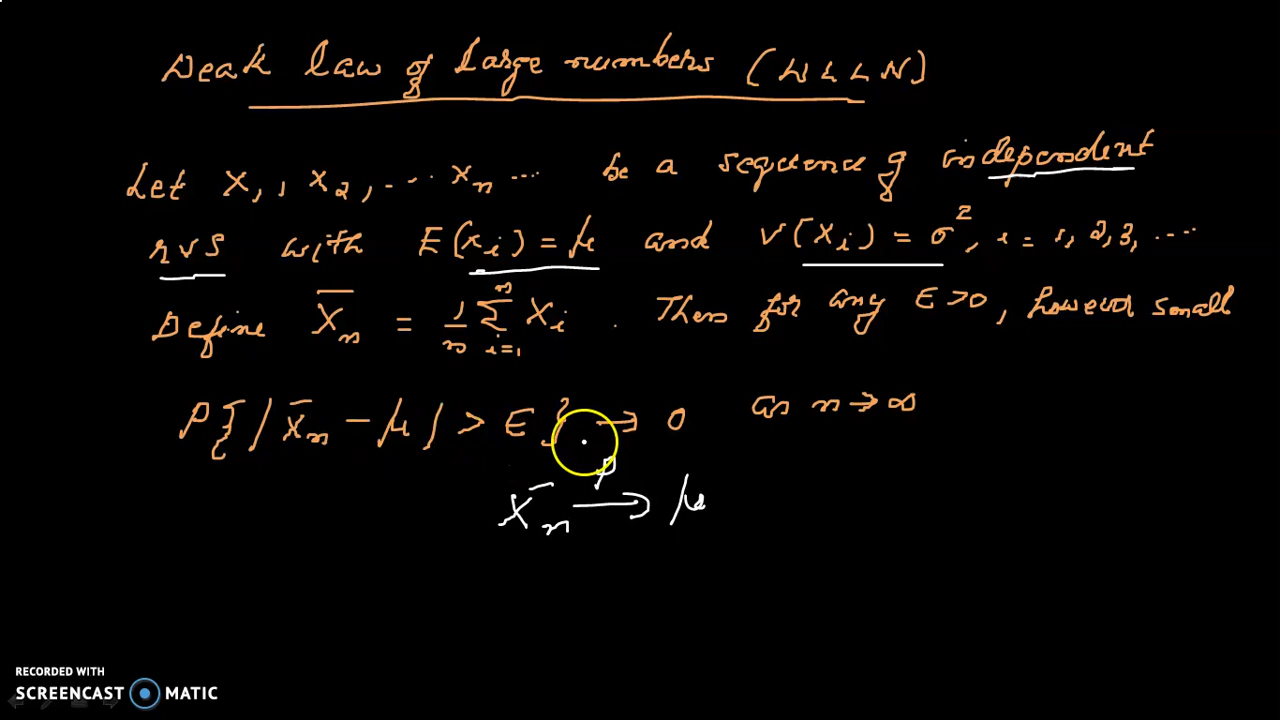 Weak law of large numbers (WLLN)
Let X₁, X₂, ... Xₙ ... be a sequence of independent
rvs with E(xᵢ) = μ and V(Xᵢ) = σ², i = 1, 2, 3, ...
Define X̄ₙ = 1/n Σᵢ₌₁ⁿ Xᵢ . Then for any ε > 0, however small
P{|X̄ₙ − μ| > ε} → 0 as n → ∞
X̄ₙ →ᴾ μ
RECORDED WITH
SCREENCAST MATIC